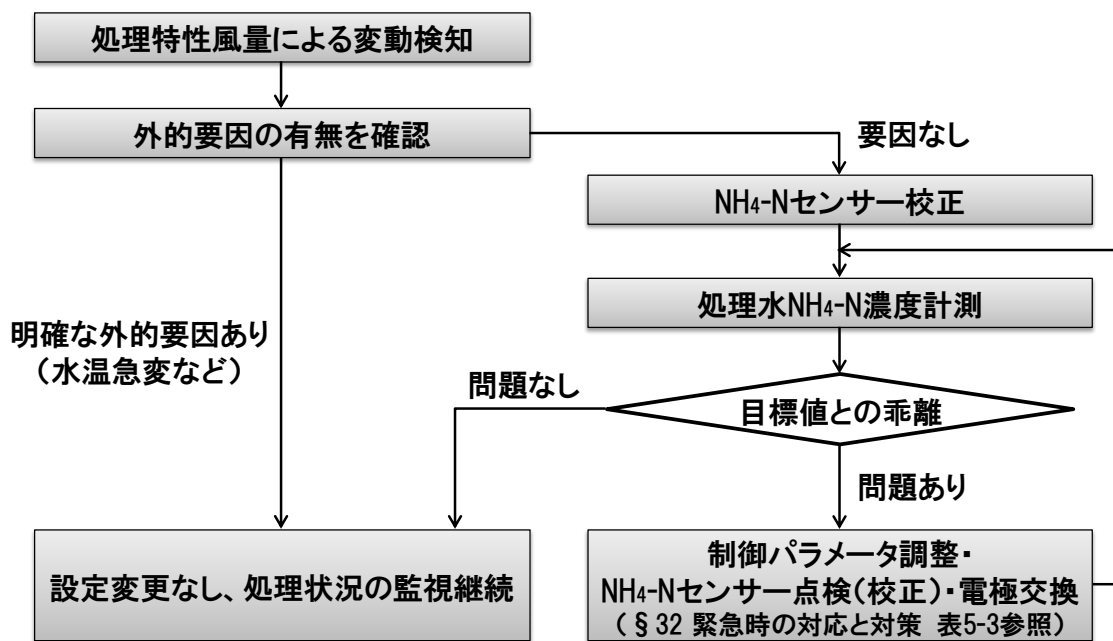 処理特性風量による変動検知
外的要因の有無を確認
要因なし
NH4-Nセンサー校正
処理水NH4-N濃度計測
明確な外的要因あり
（水温急変など）
問題なし
目標値との乖離
問題あり
設定変更なし、処理状況の監視継続
制御パラメータ調整・
NH4-Nセンサー点検（校正）・電極交換
（§32 緊急時の対応と対策 表5-3参照）